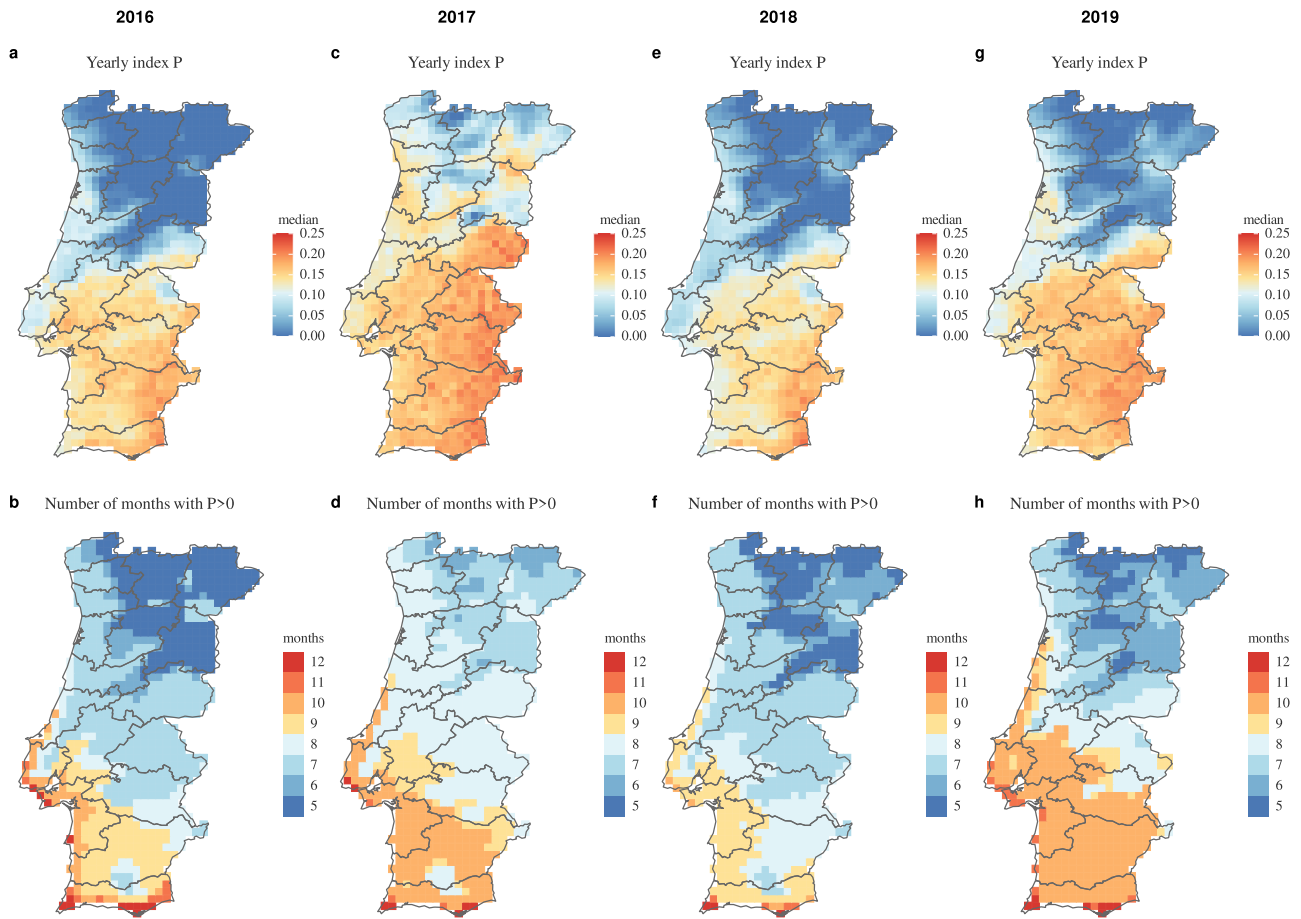 2016
2017
2018
2019
a
Yearly index P
c
Yearly index P
e
Yearly index P
g
Yearly index P
median
0.25
0.20
0.15
0.10
0.05
0.00
median
0.25
0.20
0.15
0.10
0.05
0.00
median
0.25
0.20
0.15
0.10
0.05
0.00
median
0.25
0.20
0.15
0.10
0.05
0.00
b
Number of months with P>0
d
Number of months with P>0
f
Number of months with P>0
h
Number of months with P>0
months
12
11
10
9
8
7
6
5
months
12
11
10
9
8
7
6
5
months
12
11
10
9
8
7
6
5
months
12
11
10
9
8
7
6
5